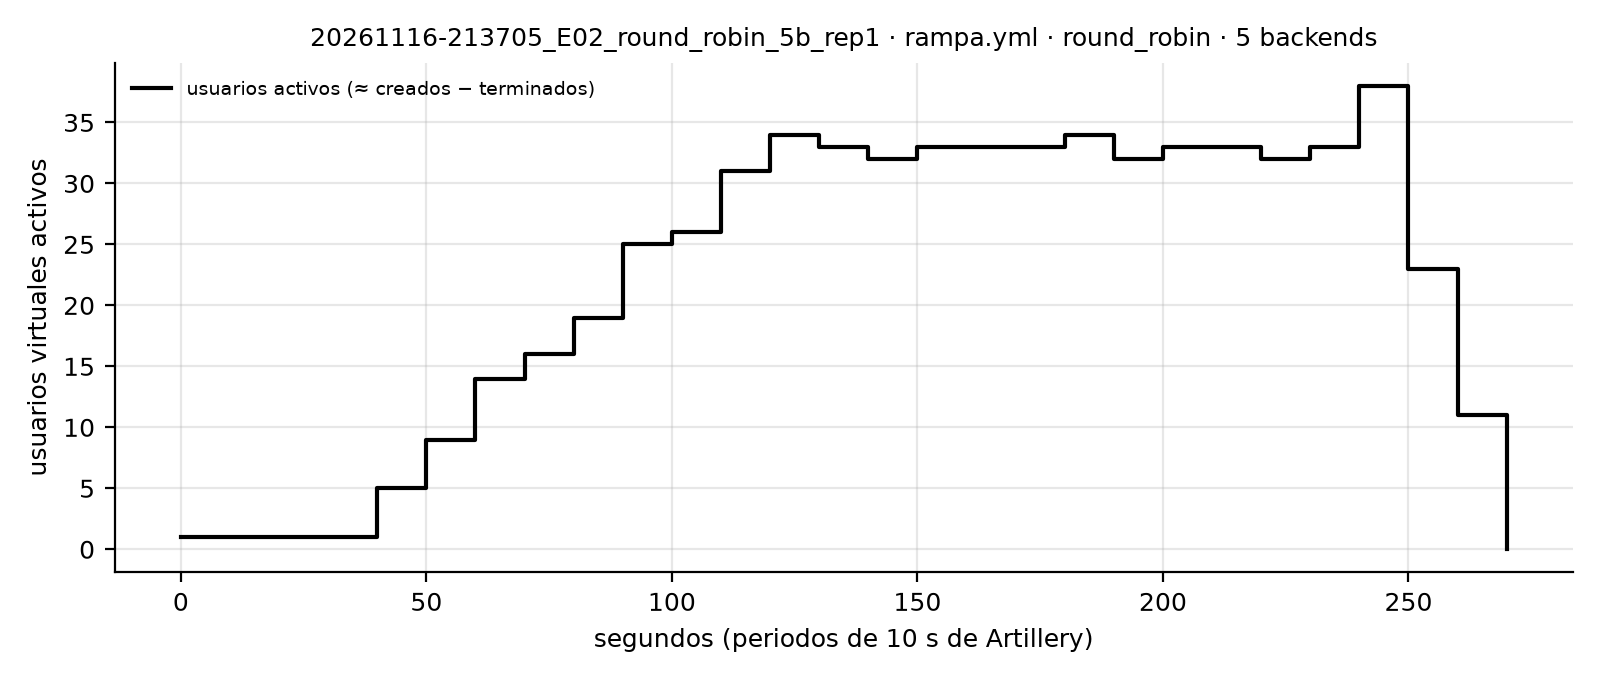 20261116-213705_E02_round_robin_5b_rep1 · rampa.yml · round_robin · 5 backends
usuarios activos (≈ creados − terminados)
usuarios virtuales activos
35
30
25
20
15
10
5
0
0 50 100 150 200 250
segundos (periodos de 10 s de Artillery)